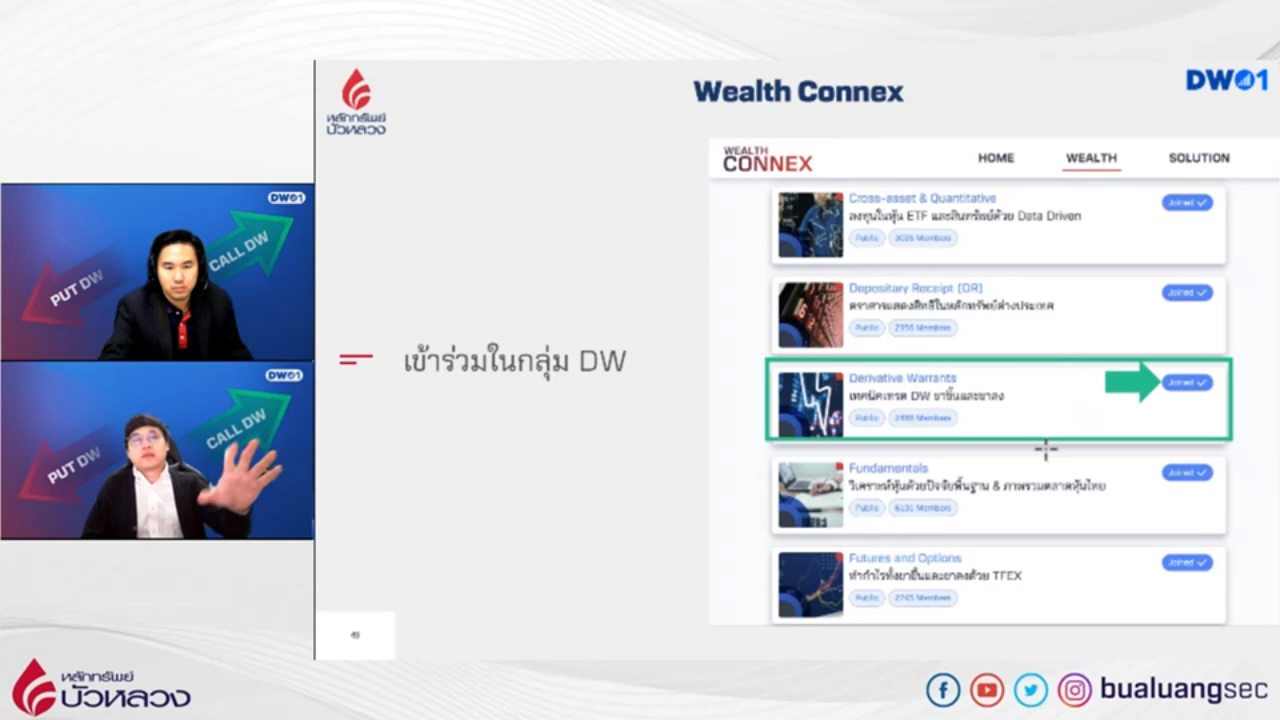 หลักทรัพย์
บัวหลวง
Wealth Connex
DW01
WEALTH
CONNEX
HOME
WEALTH
SOLUTION
Cross-asset & Quantitative
ลงทุนในหุ้น ETF และสินทรัพย์ด้วย Data Driven
Public
Members
Joined
Depositary Receipt (DR)
ตราสารแสดงสิทธิในหลักทรัพย์ต่างประเทศ
Public
Members
Joined
เข้าร่วมในกลุ่ม DW
Derivative Warrants
เทคนิคเทรด DW ขาขึ้นและขาลง
Public
Members
Joined
Fundamentals
วิเคราะห์หุ้นด้วยปัจจัยพื้นฐาน & ภาพรวมตลาดหุ้นไทย
Public
Members
Joined
Futures and Options
ทำกำไรทั้งขาขึ้นและขาลงด้วย TFEX
Public
Members
Joined
DW01
CALL DW
PUT DW
DW01
CALL DW
PUT DW
หลักทรัพย์
บัวหลวง
bualuangsec